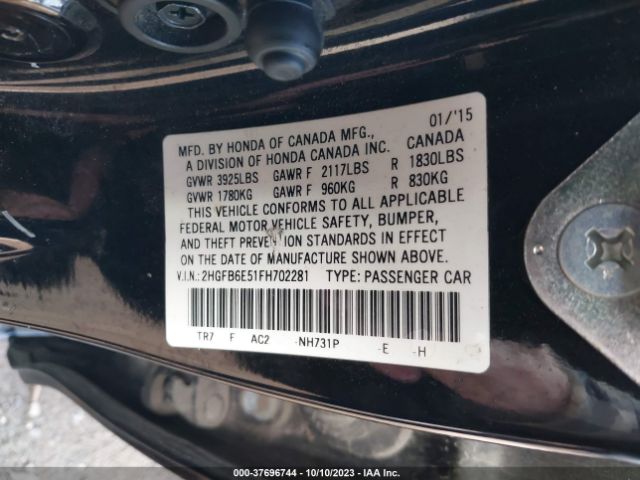 01/'15
MFD. BY HONDA OF CANADA MFG., CANADA
A DIVISION OF HONDA CANADA INC.
GVWR 3925LBS GAWR F 2117LBS R 1830LBS
GVWR 1780KG GAWR F 960KG R 830KG
THIS VEHICLE CONFORMS TO ALL APPLICABLE
FEDERAL MOTOR VEHICLE SAFETY, BUMPER,
AND THEFT PREVENTION STANDARDS IN EFFECT
ON THE DATE OF MANUFACTURE SHOWN ABOVE.
V.I.N.: 2HGFB6E51FH702281 TYPE: PASSENGER CAR
TR7 F AC2 -NH731P -E -H
000-37696744 - 10/10/2023 - IAA Inc.